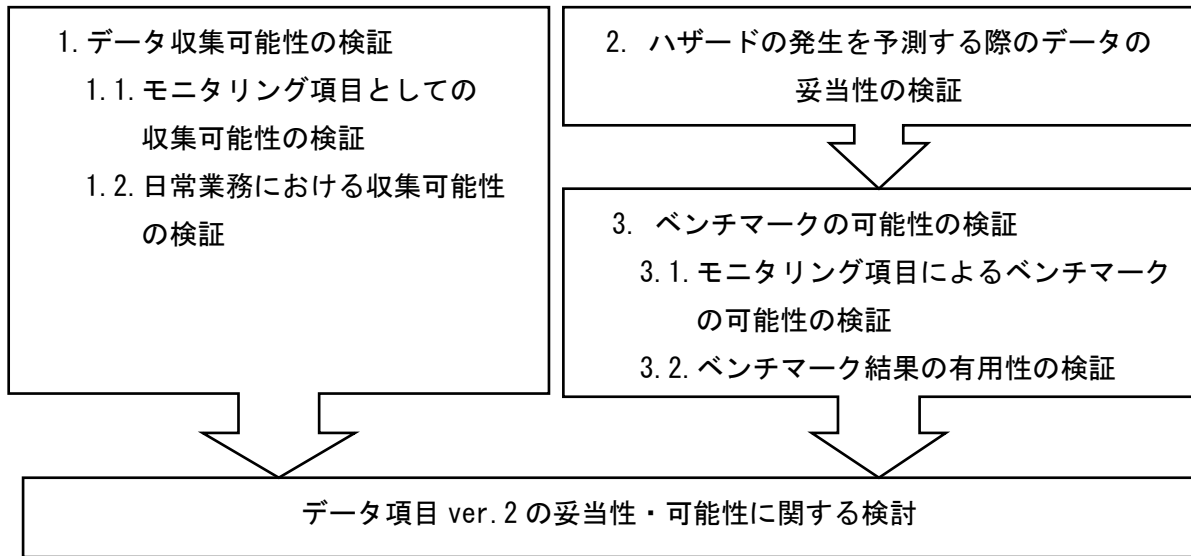 1. データ収集可能性の検証
1.1. モニタリング項目としての
収集可能性の検証
1.2. 日常業務における収集可能性
の検証
2. ハザードの発生を予測する際のデータの
妥当性の検証
3. ベンチマークの可能性の検証
3.1. モニタリング項目によるベンチマーク
の可能性の検証
3.2. ベンチマーク結果の有用性の検証
データ項目 ver.2 の妥当性・可能性に関する検討